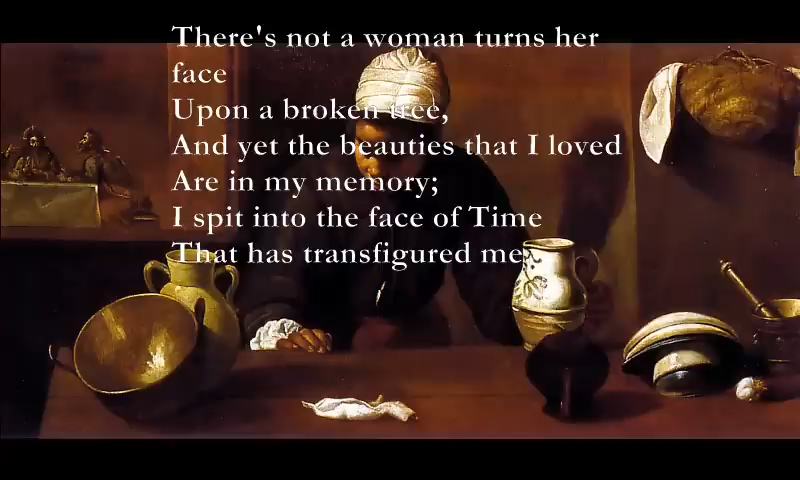 There's not a woman turns her
face
Upon a broken tree,
And yet the beauties that I loved
Are in my memory;
I spit into the face of Time
That has transfigured me.